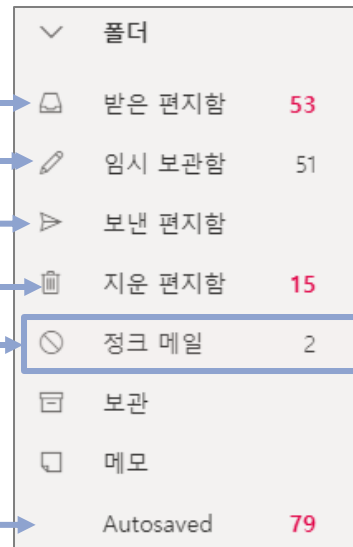 폴더
받은 편지함 53
임시 보관함 51
보낸 편지함
지운 편지함 15
정크 메일 2
보관
메모
Autosaved 79